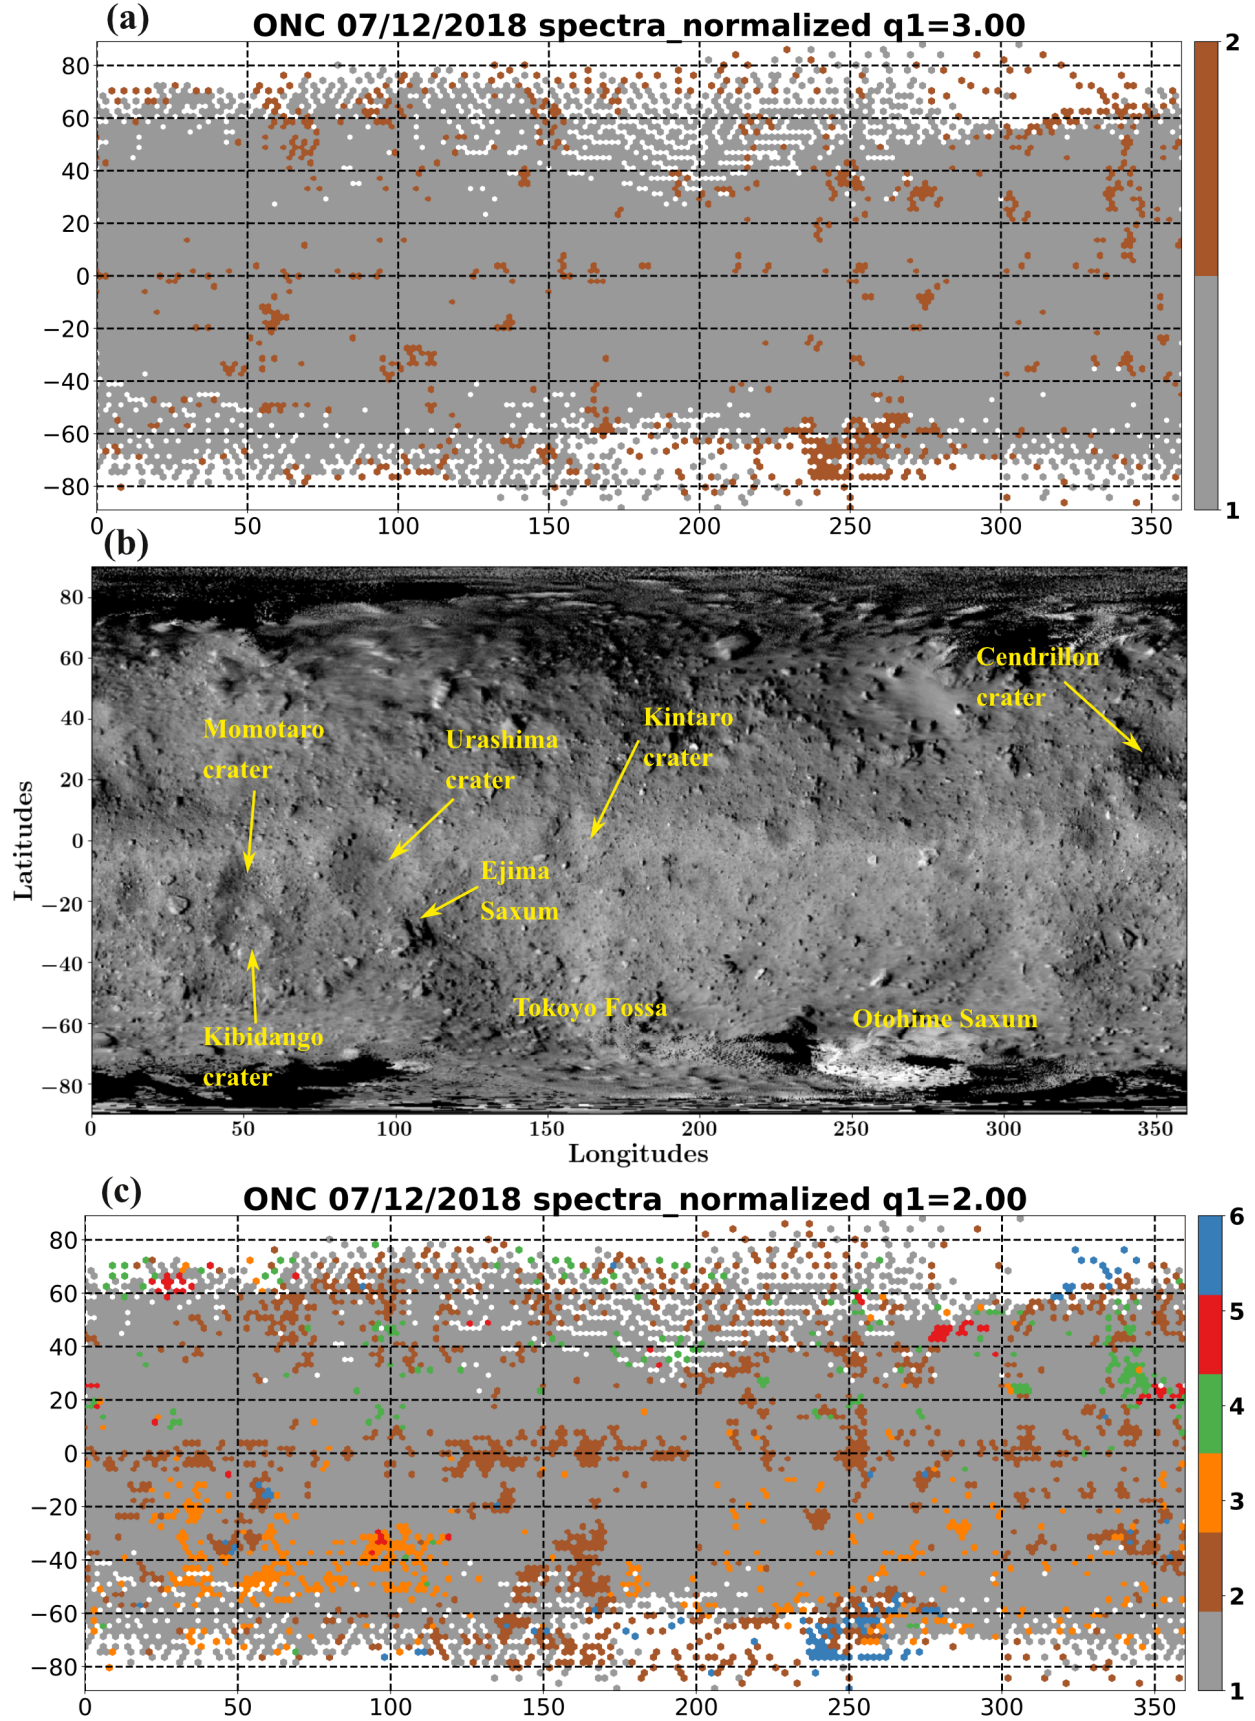 (a)
ONC 07/12/2018 spectra_normalized q1=3.00
2
80
60
40
20
0
−20
−40
−60
−80
1
0 50 100 150 200 250 300 350
(b)
80
60
40
20
0
−20
−40
−60
−80
Latitudes
Cendrillon
crater
Momotaro
crater
Urashima
crater
Kintaro
crater
Ejima
Saxum
Tokoyo Fossa
Otohime Saxum
Kibidango
crater
0 50 100 150 200 250 300 350
Longitudes
(c)
ONC 07/12/2018 spectra_normalized q1=2.00
6
5
4
3
2
1
80
60
40
20
0
−20
−40
−60
−80
0 50 100 150 200 250 300 350